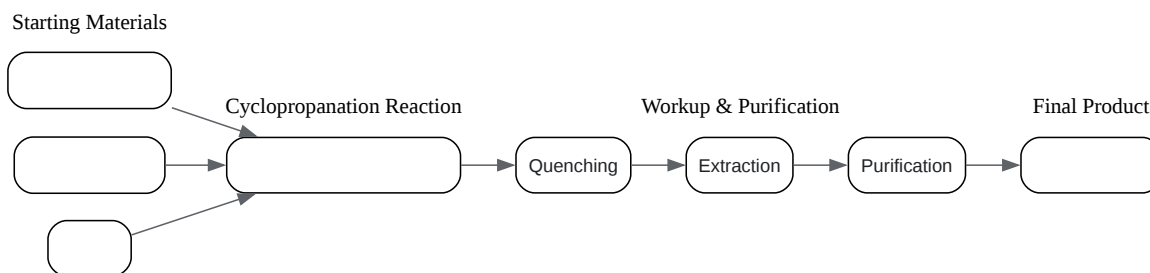 Starting Materials
Cyclopropanation Reaction
Workup & Purification
Final Product
Quenching
Extraction
Purification